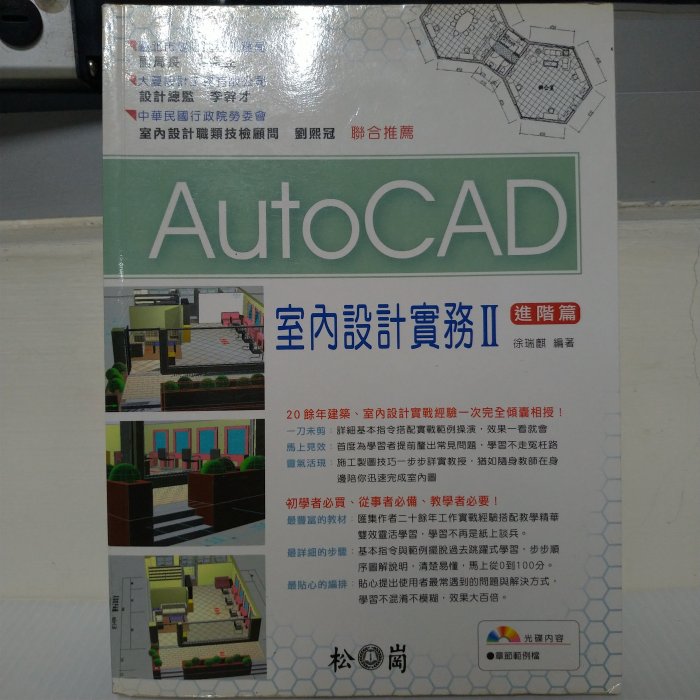 設計總監 李幹才
中華民國行政院勞委會
室內設計職類技檢顧問 劉熙冠 聯合推薦
AutoCAD
室內設計實務II 進階篇
徐瑞麒 編著
20餘年建築、室內設計實戰經驗一次完全傾囊相授！
一刀未剪：詳細基本指令搭配實戰範例操演，效果一看就會
馬上見效：首度為學習者提前釐出常見問題，學習不走冤枉路
靈氣活現：施工製圖技巧一步步詳實教授，猶如隨身教師在身
邊陪你迅速完成室內圖
初學者必買、從事者必備、教學者必要！
最豐富的教材：匯集作者二十餘年工作實戰經驗搭配教學精華
雙效靈活學習，學習不再是紙上談兵。
最詳細的步驟：基本指令與範例擺脫過去跳躍式學習，步步順
序圖解說明，清楚易懂，馬上從0到100分。
最貼心的編排：貼心提出使用者最常遇到的問題與解決方式，
學習不混淆不模糊，效果大百倍。
光碟內容
●章節範例檔
松崗